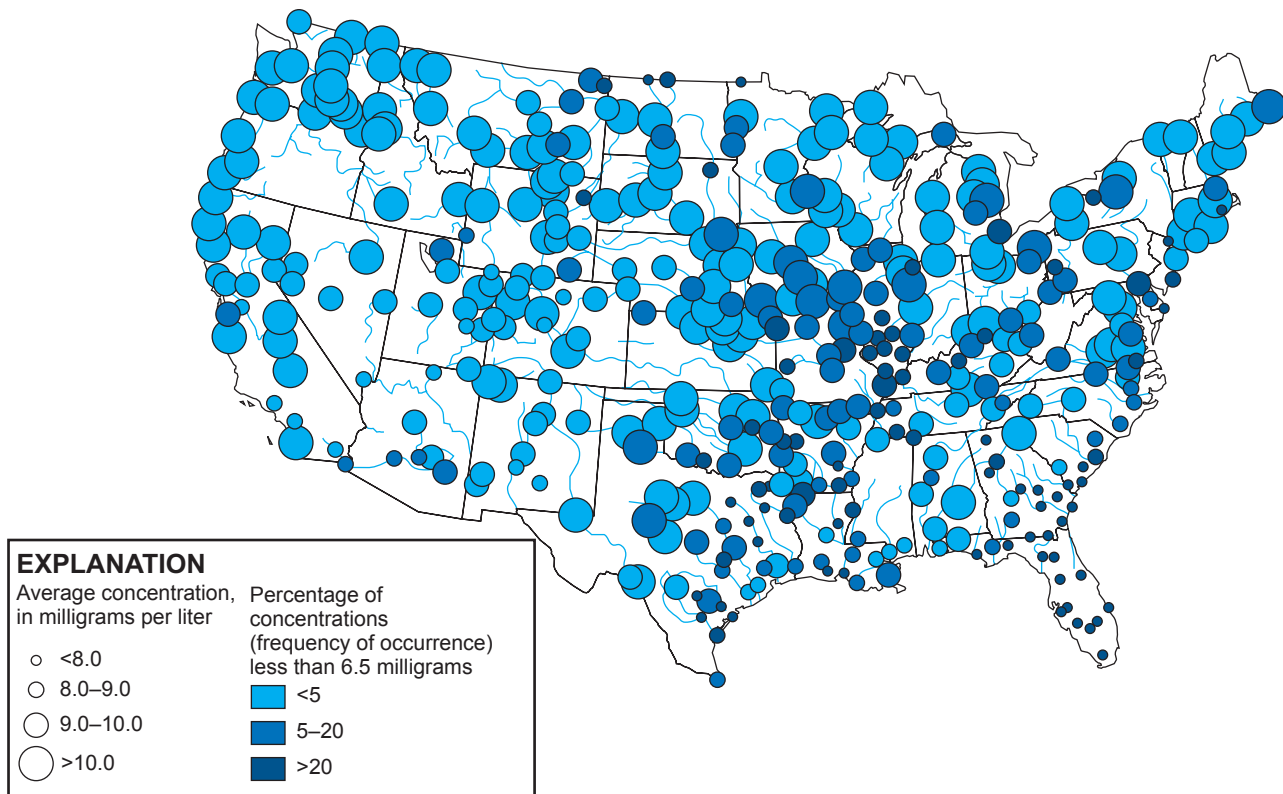 EXPLANATION
Average concentration,
in milligrams per liter
<8.0
8.0–9.0
9.0–10.0
>10.0
Percentage of
concentrations
(frequency of occurrence)
less than 6.5 milligrams
<5
5–20
>20